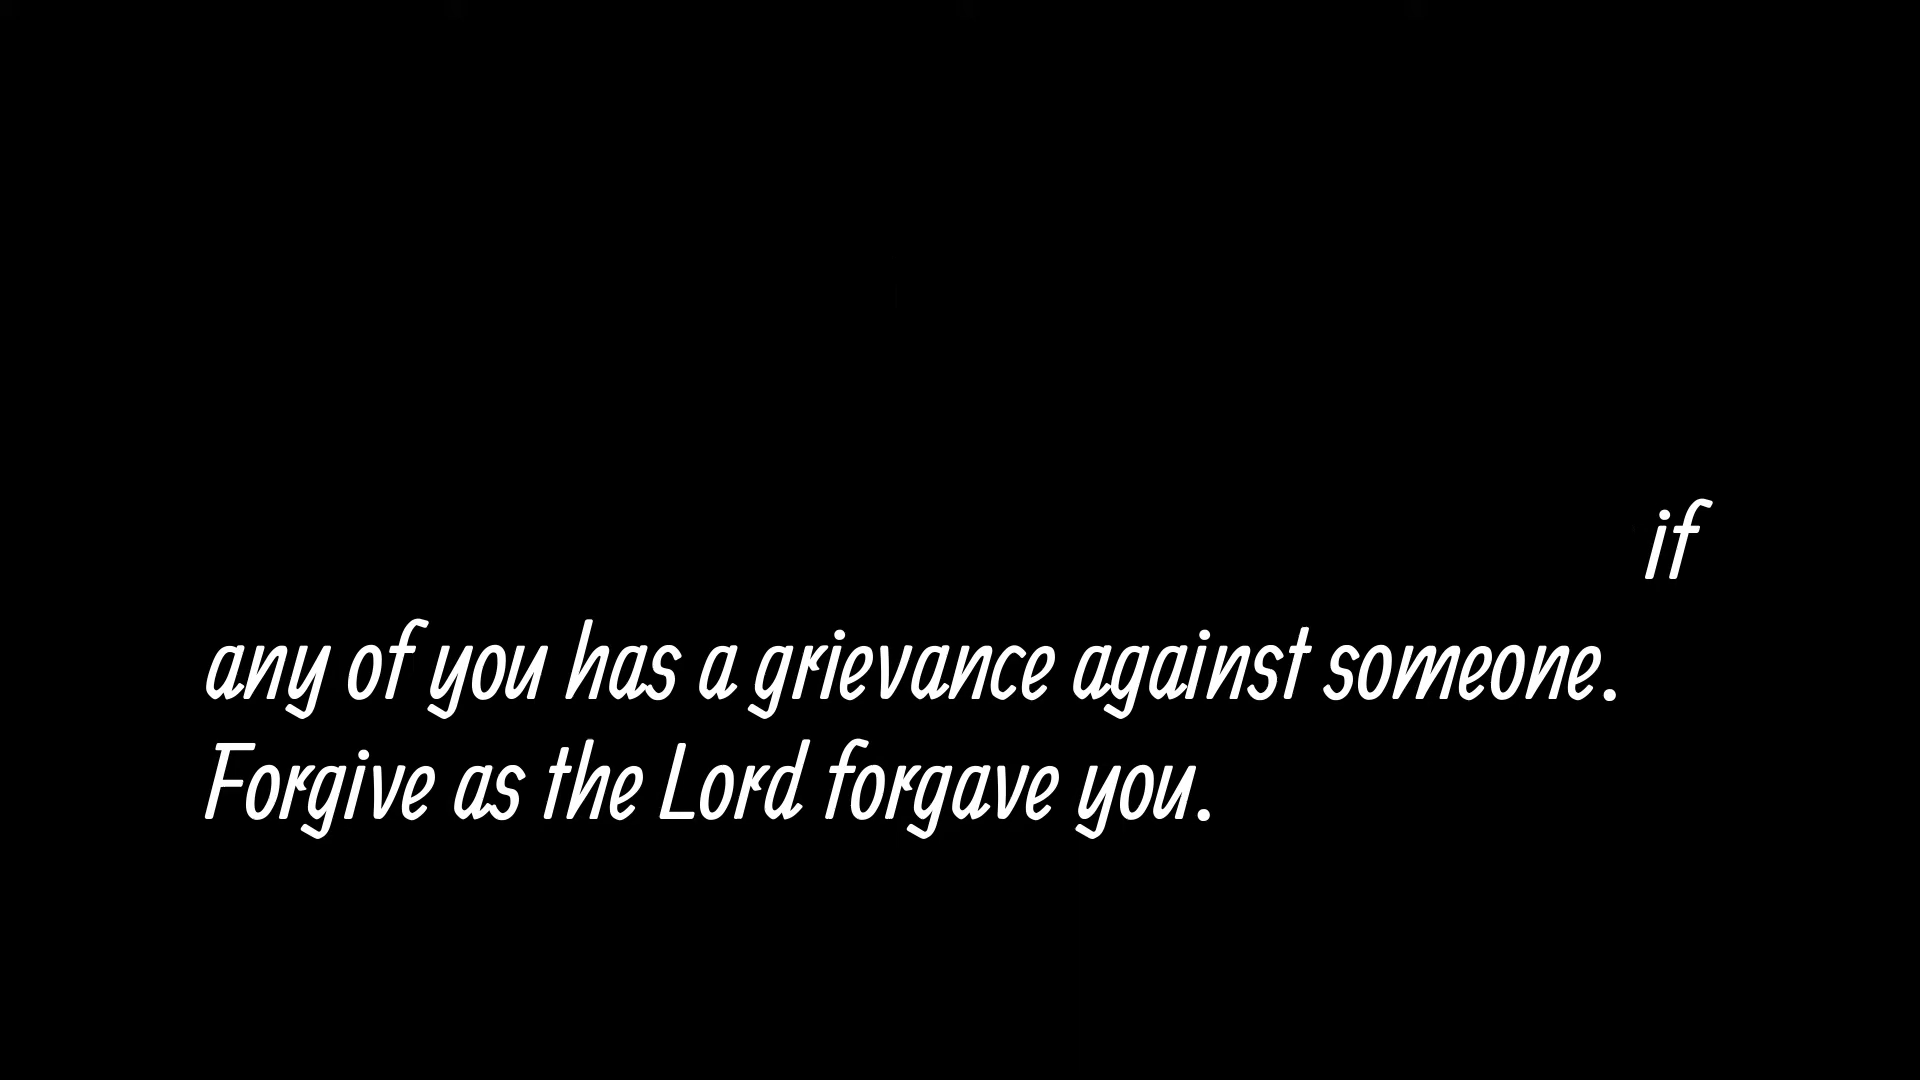 if
any of you has a grievance against someone.
Forgive as the Lord forgave you.